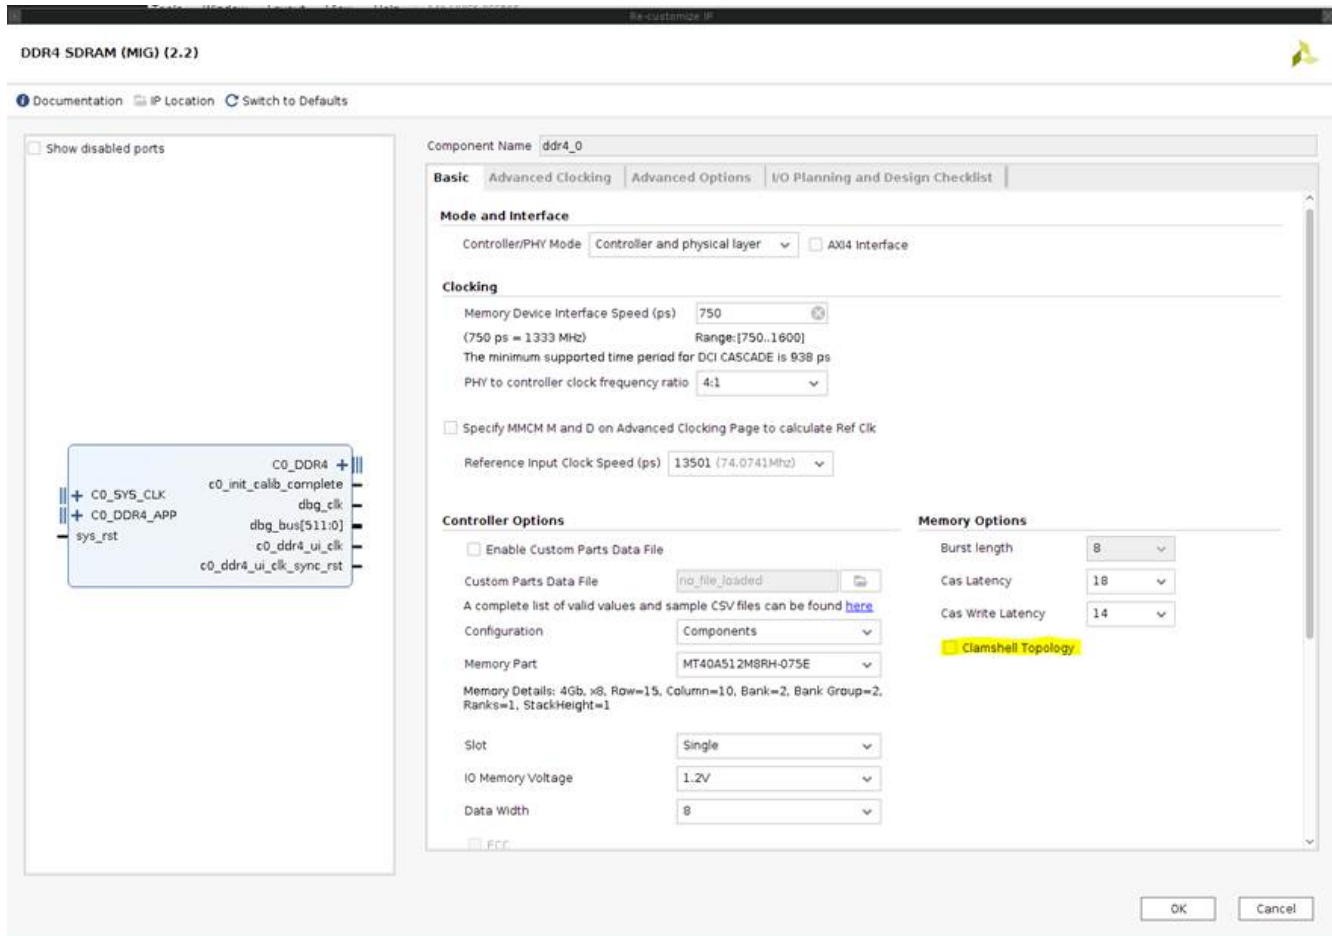 Re-customize IP
DDR4 SDRAM (MIG) (2.2)
Documentation IP Location Switch to Defaults
Show disabled ports
C0_SYS_CLK
C0_DDR4_APP
sys_rst
C0_DDR4
c0_init_calib_complete
dbg_clk
dbg_bus[511:0]
c0_ddr4_ui_clk
c0_ddr4_ui_clk_sync_rst
Component Name ddr4_0
Basic Advanced Clocking Advanced Options I/O Planning and Design Checklist
Mode and Interface
Controller/PHY Mode Controller and physical layer AXI4 Interface
Clocking
Memory Device Interface Speed (ps) 750
(750 ps = 1333 MHz) Range:[750..1600]
The minimum supported time period for DCI CASCADE is 938 ps
PHY to controller clock frequency ratio 4:1
Specify MMCM M and D on Advanced Clocking Page to calculate Ref Clk
Reference Input Clock Speed (ps) 13501 (74.0741Mhz)
Controller Options
Enable Custom Parts Data File
Custom Parts Data File no_file_loaded
A complete list of valid values and sample CSV files can be found here
Configuration Components
Memory Part MT40A512M8RH-075E
Memory Details: 4Gb, x8, Row=15, Column=10, Bank=2, Bank Group=2,
Ranks=1, StackHeight=1
Slot Single
IO Memory Voltage 1.2V
Data Width 8
ECC
Memory Options
Burst length 8
Cas Latency 18
Cas Write Latency 14
Clamshell Topology
OK Cancel